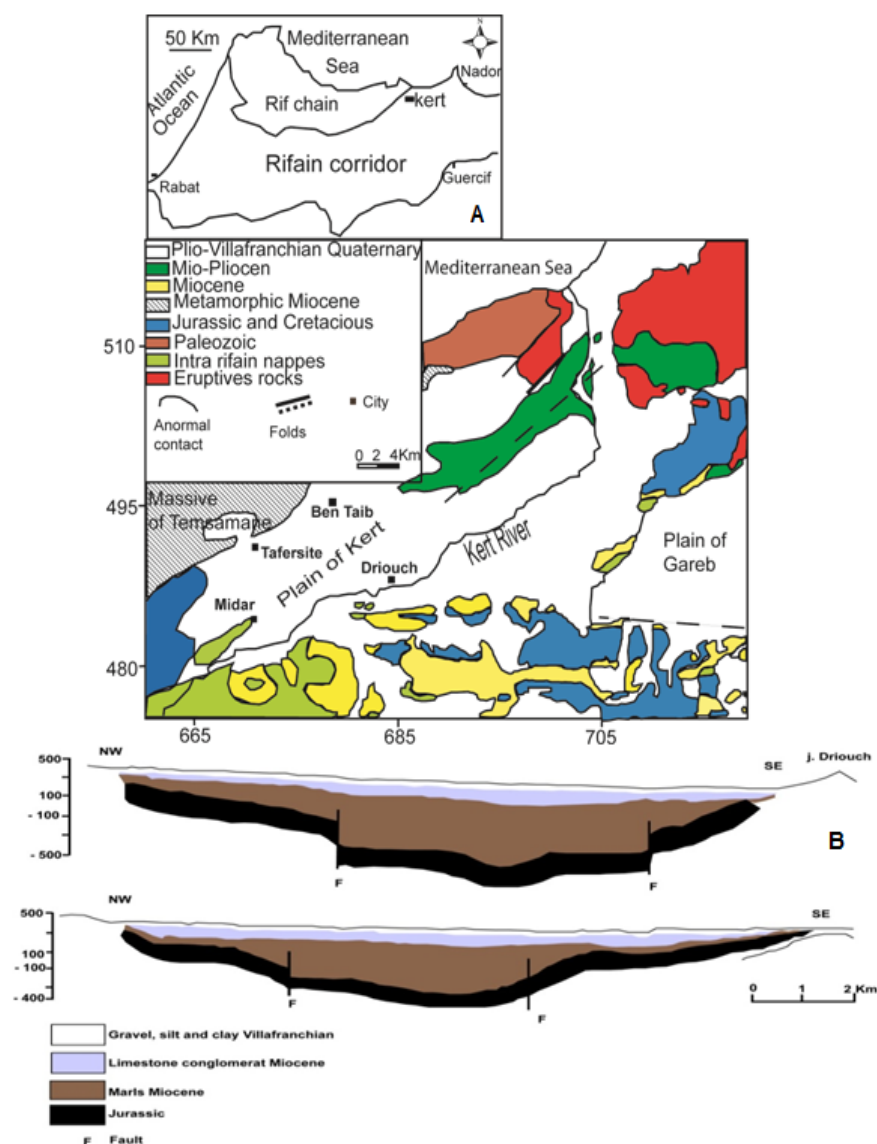 50 Km
Mediterranean
Sea
N
Nador
Atlantic
Ocean
Rif chain
kert
Rifain corridor
Guercif
Rabat
A
Plio-Villafranchian Quaternary
Mio-Pliocen
Miocene
Metamorphic Miocene
Jurassic and Cretacious
Paleozoic
Intra rifain nappes
Eruptives rocks
Anormal
contact
Folds
City
0 2 4Km
Mediterranean Sea
510
495
480
Massive
of Temsamane
Ben Taib
Tafersite
Plain of Kert
Kert River
Driouch
Midar
Plain of
Gareb
665
685
705
NW
SE
j. Driouch
500
100
- 100
- 500
F
F
B
NW
SE
500
100
- 100
- 400
F
F
0 1 2 Km
Gravel, silt and clay Villafranchian
Limestone conglomerat Miocene
Marls Miocene
Jurassic
F Fault